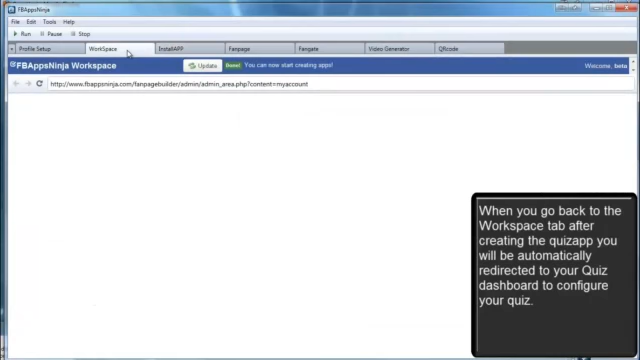 FBAppsNinja
File Edit Tools Help
Run Pause Stop
Profile Setup WorkSpace InstallAPP Fanpage Fangate Video Generator QRcode
FBAppsNinja Workspace Update Done! You can now start creating apps! Welcome, beta
http://www.fbappsninja.com/fanpagebuilder/admin/admin_area.php?content=myaccount
When you go back to the
Workspace tab after
creating the quizapp you
will be automatically
redirected to your Quiz
dashboard to configure
your quiz.